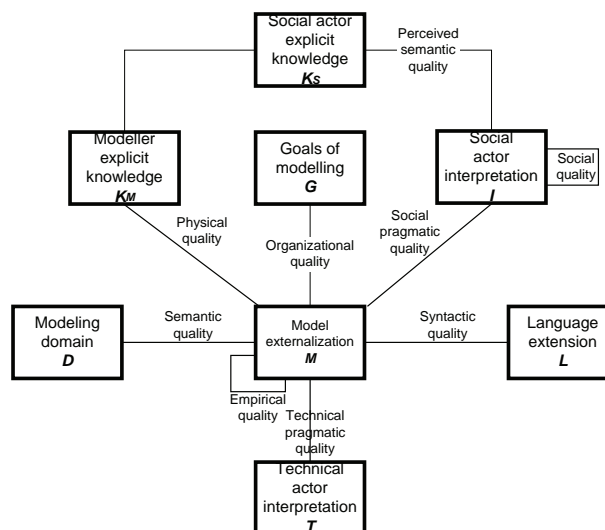 Social actor
explicit
knowledge
KS
Perceived
semantic
quality
Modeller
explicit
knowledge
KM
Goals of
modelling
G
Social
actor
interpretation
I
Social
quality
Physical
quality
Organizational
quality
Social
pragmatic
quality
Modeling
domain
D
Semantic
quality
Model
externalization
M
Syntactic
quality
Language
extension
L
Empirical
quality
Technical
pragmatic
quality
Technical
actor
interpretation
T